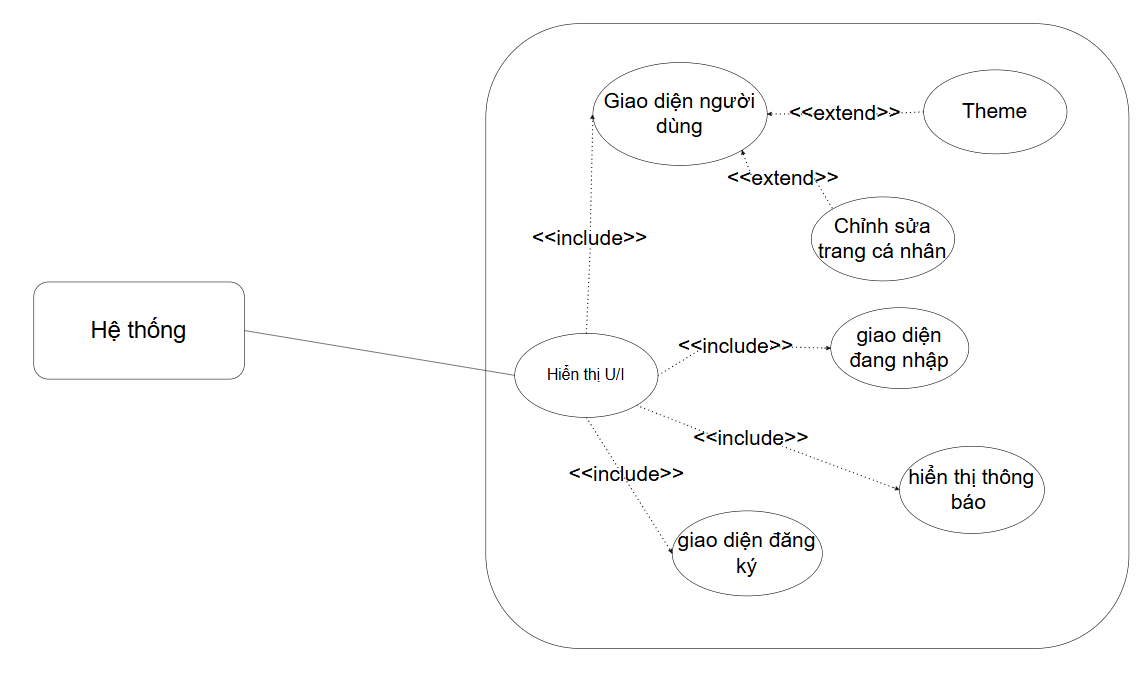 Giao diện người
dùng
<<extend>>
Theme
<<extend>>
Chỉnh sửa
trang cá nhân
<<include>>
Hệ thống
Hiển thị U/I
<<include>>
giao diện
đang nhập
<<include>>
hiển thị thông
báo
<<include>>
giao diện đăng
ký